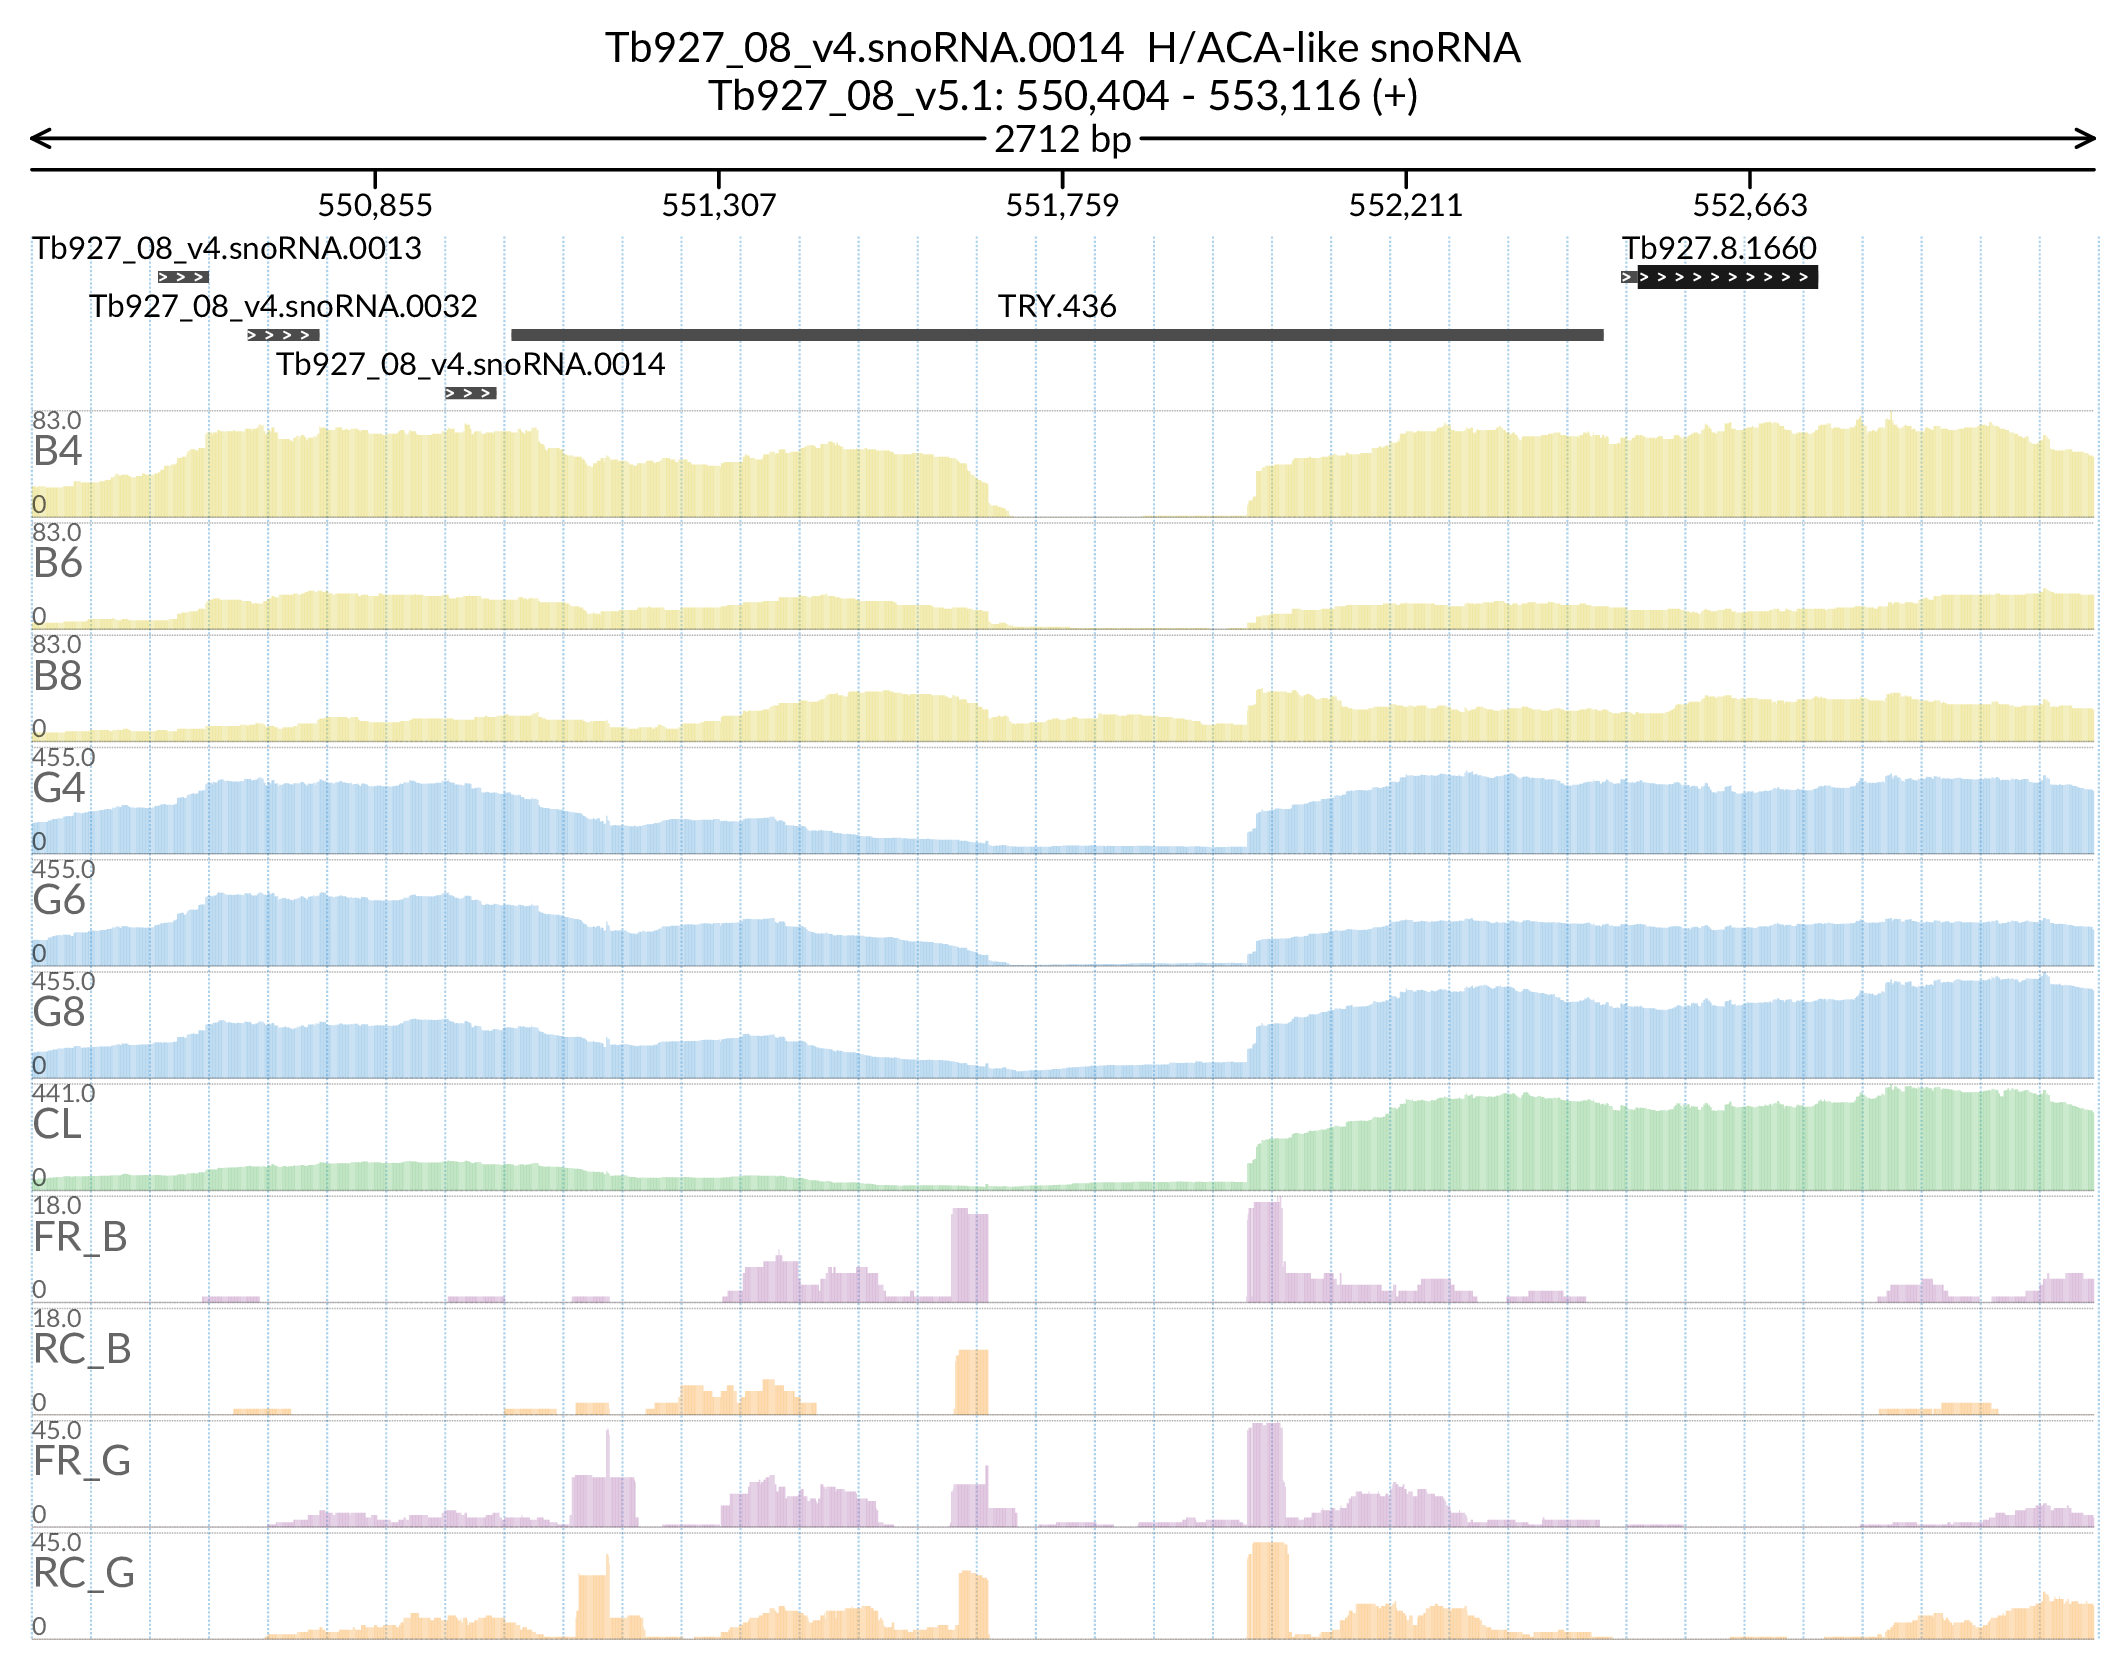 Tb927_08_v4.snoRNA.0014 H/ACA-like snoRNA
Tb927_08_v5.1: 550,404 - 553,116 (+)
2712 bp
550,855 551,307 551,759 552,211 552,663
Tb927_08_v4.snoRNA.0013 Tb927.8.1660
Tb927_08_v4.snoRNA.0032 TRY.436
Tb927_08_v4.snoRNA.0014
83.0
B4
0
83.0
B6
0
83.0
B8
0
455.0
G4
0
455.0
G6
0
455.0
G8
0
441.0
CL
0
18.0
FR_B
0
18.0
RC_B
0
45.0
FR_G
0
45.0
RC_G
0